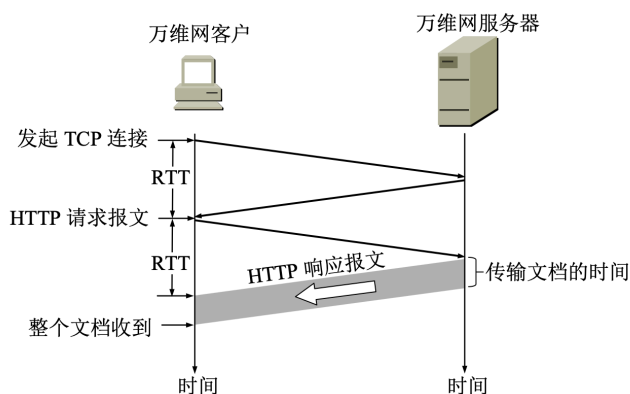 万维网客户
万维网服务器
发起 TCP 连接
RTT
HTTP 请求报文
RTT
HTTP 响应报文
传输文档的时间
整个文档收到
时间
时间